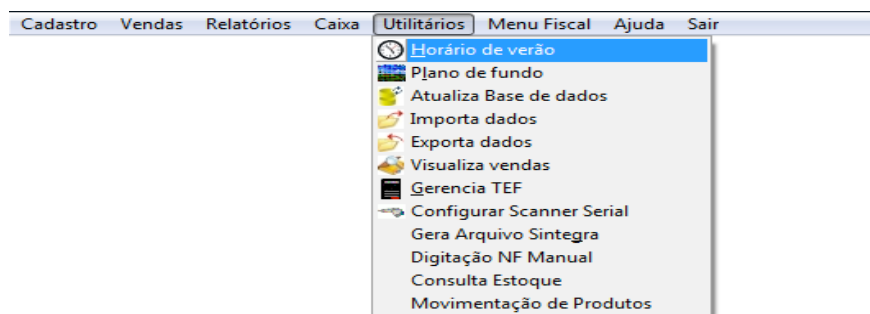 Cadastro Vendas Relatórios Caixa Utilitários Menu Fiscal Ajuda Sair
Horário de verão
Plano de fundo
Atualiza Base de dados
Importa dados
Exporta dados
Visualiza vendas
Gerencia TEF
Configurar Scanner Serial
Gera Arquivo Sintegra
Digitação NF Manual
Consulta Estoque
Movimentação de Produtos